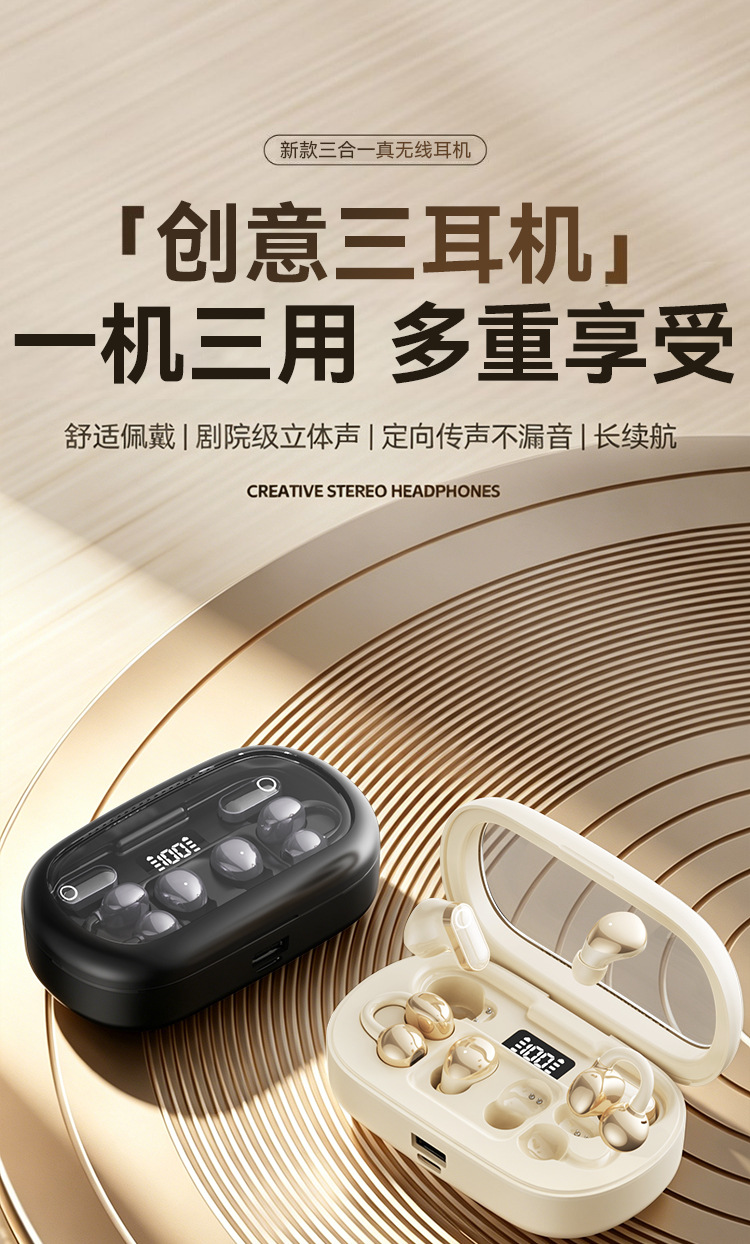 新款三合一真无线耳机
「创意三耳机」
一机三用 多重享受
舒适佩戴 | 剧院级立体声 | 定向传声不漏音 | 长续航
CREATIVE STEREO HEADPHONES
100
100